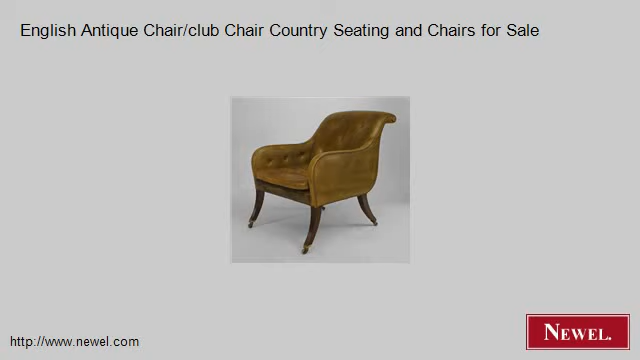 English Antique Chair/club Chair Country Seating and Chairs for Sale
http://www.newel.com
NEWEL.